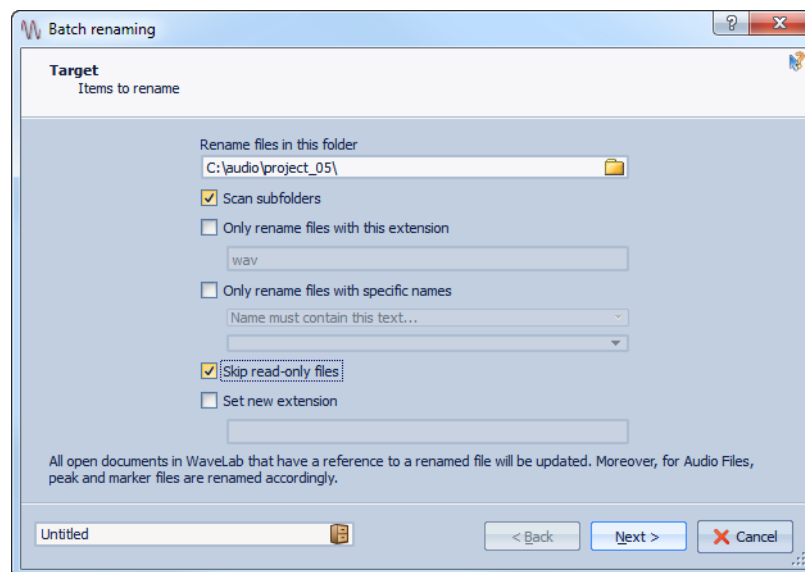 Batch renaming
Target
Items to rename
Rename files in this folder
C:\audio\project_05\
Scan subfolders
Only rename files with this extension
wav
Only rename files with specific names
Name must contain this text...
Skip read-only files
Set new extension
All open documents in WaveLab that have a reference to a renamed file will be updated. Moreover, for Audio Files,
peak and marker files are renamed accordingly.
Untitled
< Back
Next >
Cancel